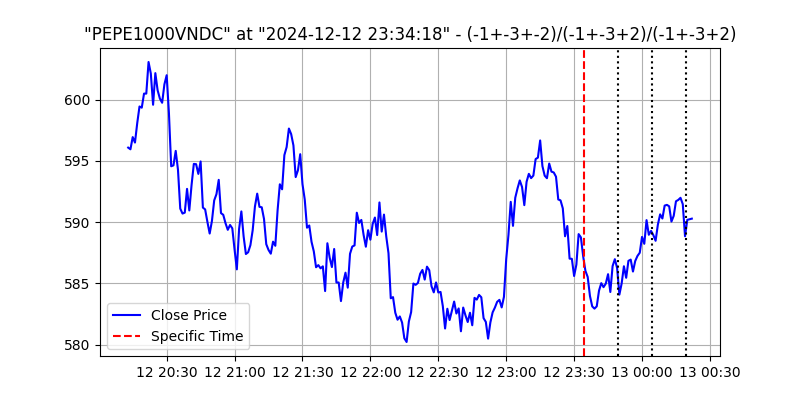 "PEPE1000VNDC" at "2024-12-12 23:34:18" - (-1+-3+-2)/(-1+-3+2)/(-1+-3+2)
600
595
590
585
580
Close Price
Specific Time
12 20:30 12 21:00 12 21:30 12 22:00 12 22:30 12 23:00 12 23:30 13 00:00 13 00:30